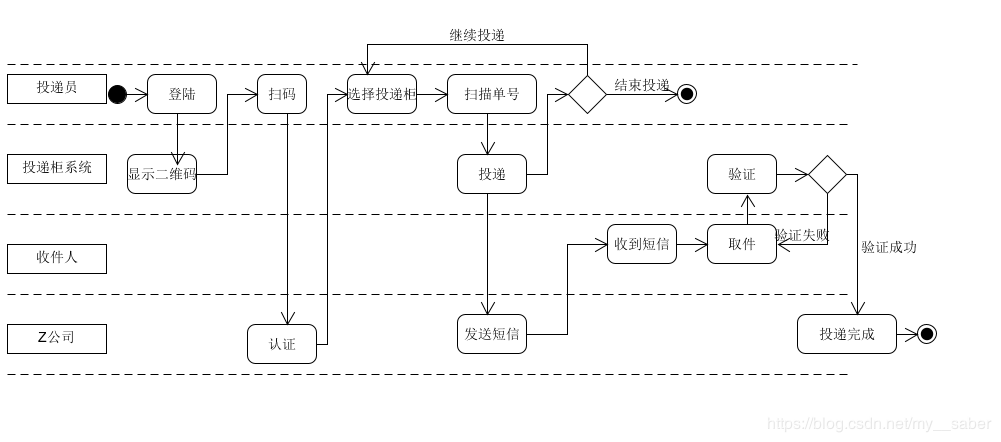 继续投递
投递员
登陆
扫码
选择投递柜
扫描单号
结束投递
投递柜系统
显示二维码
投递
验证
收件人
收到短信
取件
验证失败
验证成功
Z公司
认证
发送短信
投递完成
https://blog.csdn.net/my__saber